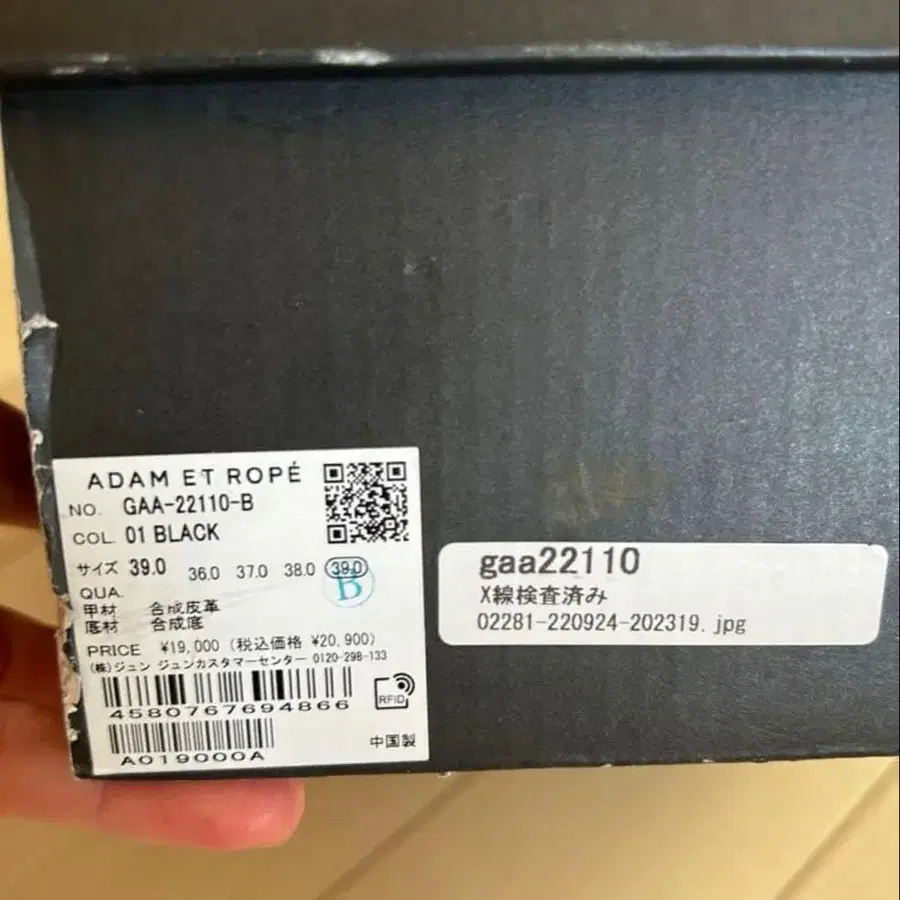 ADAM ET ROPÉ
NO. GAA-22110-B
COL. 01 BLACK
サイズ 39.0 36.0 37.0 38.0 39.0
B
QUA.
甲材 合成皮革
底材 合成底
PRICE ¥19,000 (税込価格 ¥20,900)
(株)ジュン ジュンカスタマーセンター 0120-298-133
4580767694866
RFID
A019000A
中国製
gaa22110
X線検査済み
02281-220924-202319.jpg